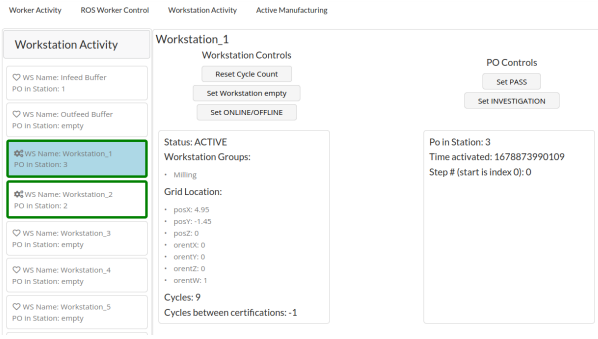 Worker Activity
ROS Worker Control
Workstation Activity
Active Manufacturing
Workstation Activity
WS Name: Infeed Buffer
PO in Station: 1
WS Name: Outfeed Buffer
PO in Station: empty
WS Name: Workstation_1
PO in Station: 3
WS Name: Workstation_2
PO in Station: 2
WS Name: Workstation_3
PO in Station: empty
WS Name: Workstation_4
PO in Station: empty
WS Name: Workstation_5
PO in Station: empty
Workstation_1
Workstation Controls
Reset Cycle Count
Set Workstation empty
Set ONLINE/OFFLINE
PO Controls
Set PASS
Set INVESTIGATION
Status: ACTIVE
Workstation Groups:
Milling
Grid Location:
posX: 4.95
posY: -1.45
posZ: 0
orentX: 0
orentY: 0
orentZ: 0
orentW: 1
Cycles: 9
Cycles between certifications: -1
Po in Station: 3
Time activated: 1678873990109
Step # (start is index 0): 0